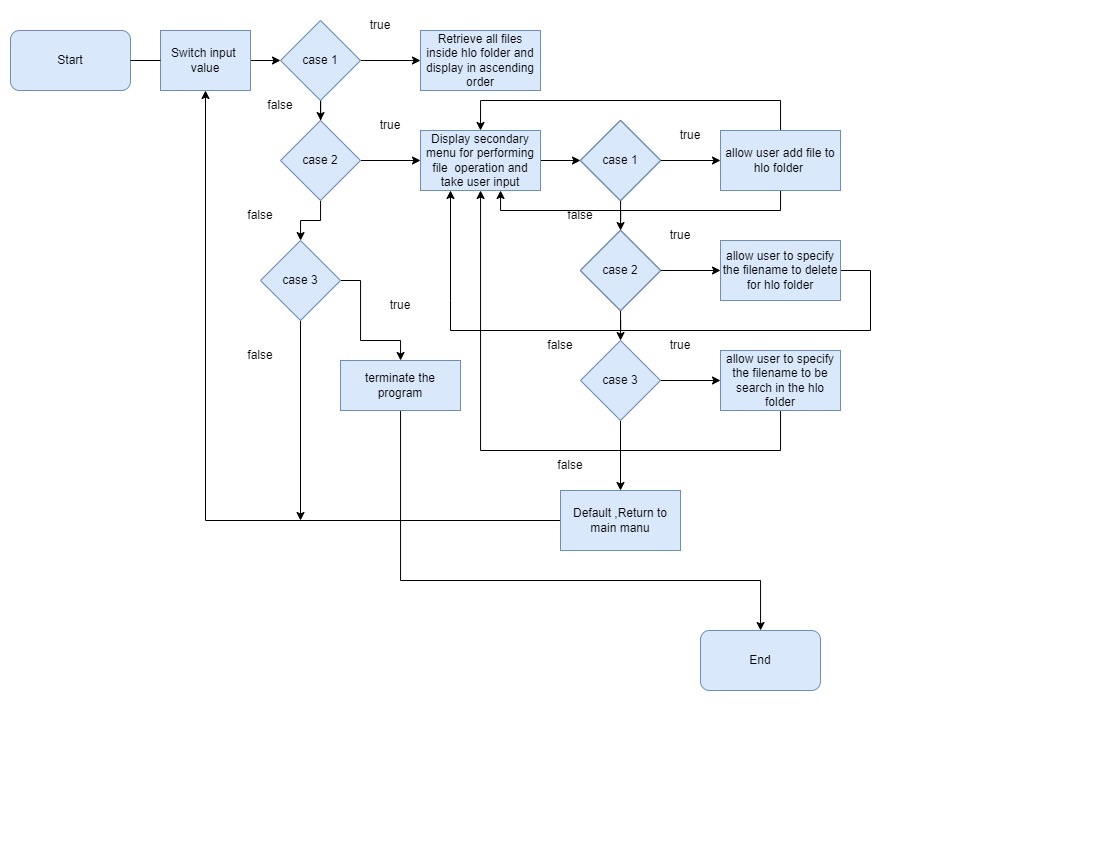 true
Start
Switch input
value
case 1
Retrieve all files
inside hlo folder and
display in ascending
order
false
true
true
case 2
Display secondary
menu for performing
file operation and
take user input
case 1
allow user add file to
hlo folder
false
false
true
case 3
case 2
allow user to specify
the filename to delete
for hlo folder
true
false
false
true
terminate the
program
case 3
allow user to specify
the filename to be
search in the hlo
folder
false
Default ,Return to
main manu
End